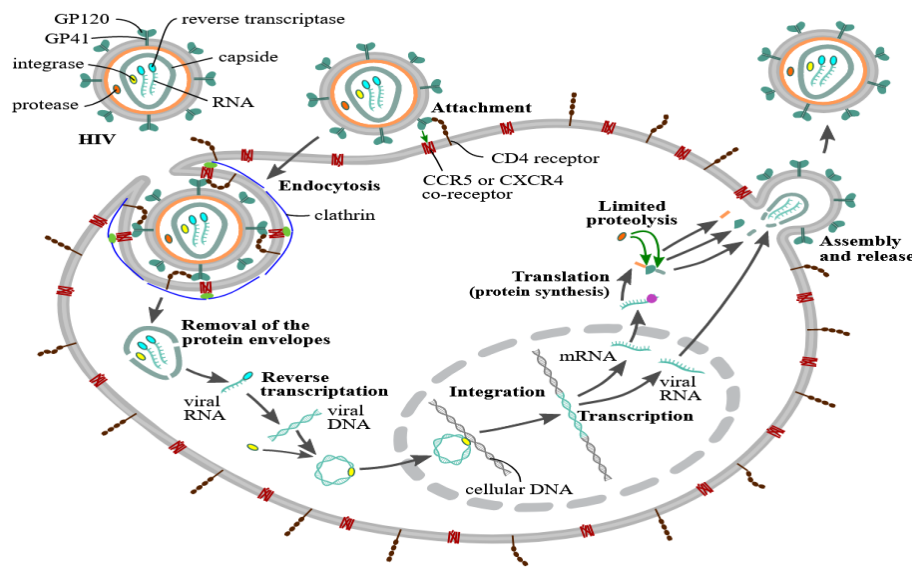 GP120
GP41
integrase
protease
HIV
reverse transcriptase
capside
RNA
Attachment
CD4 receptor
CCR5 or CXCR4
co-receptor
Endocytosis
clathrin
Limited
proteolysis
Assembly
and release
Translation
(protein synthesis)
Removal of the
protein envelopes
viral
RNA
Reverse
transcriptation
viral
DNA
Integration
cellular DNA
mRNA
viral
RNA
Transcription